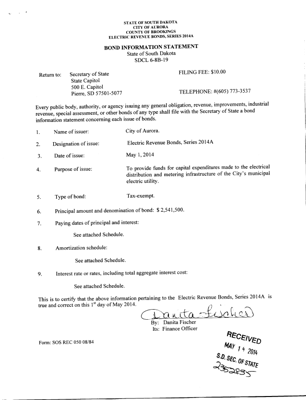 STATE OF SOUTH DAKOTA
CITY OF AURORA
COUNTY OF BROOKINGS
ELECTRIC REVENUE BONDS, SERIES 2014A
BOND INFORMATION STATEMENT
State of South Dakota
SDCL 6-8B-19
Return to: Secretary of State FILING FEE: $10.00
State Capitol
500 E. Capitol
Pierre, SD 57501-5077 TELEPHONE: #(605) 773-3537
Every public body, authority, or agency issuing any general obligation, revenue, improvements, industrial
revenue, special assessment, or other bonds of any type shall file with the Secretary of State a bond
information statement concerning each issue of bonds.
1. Name of issuer: City of Aurora.
2. Designation of issue: Electric Revenue Bonds, Series 2014A
3. Date of issue: May 1, 2014
4. Purpose of issue: To provide funds for capital expenditures made to the electrical
distribution and metering infrastructure of the City's municipal
electric utility.
5. Type of bond: Tax-exempt.
6. Principal amount and denomination of bond: $ 2,541,500.
7. Paying dates of principal and interest:
See attached Schedule.
8. Amortization schedule:
See attached Schedule.
9. Interest rate or rates, including total aggregate interest cost:
See attached Schedule.
This is to certify that the above information pertaining to the Electric Revenue Bonds, Series 2014A is
true and correct on this 1st day of May 2014.
Danita Fischer
By: Danita Fischer
Its: Finance Officer
Form: SOS REC 050 08/84
RECEIVED
MAY 14 2014
S.D. SEC. OF STATE